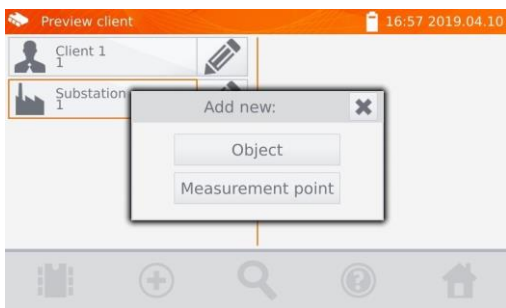 Preview client
16:57 2019.04.10
Client 1
1
Substation
1
Add new:
Object
Measurement point